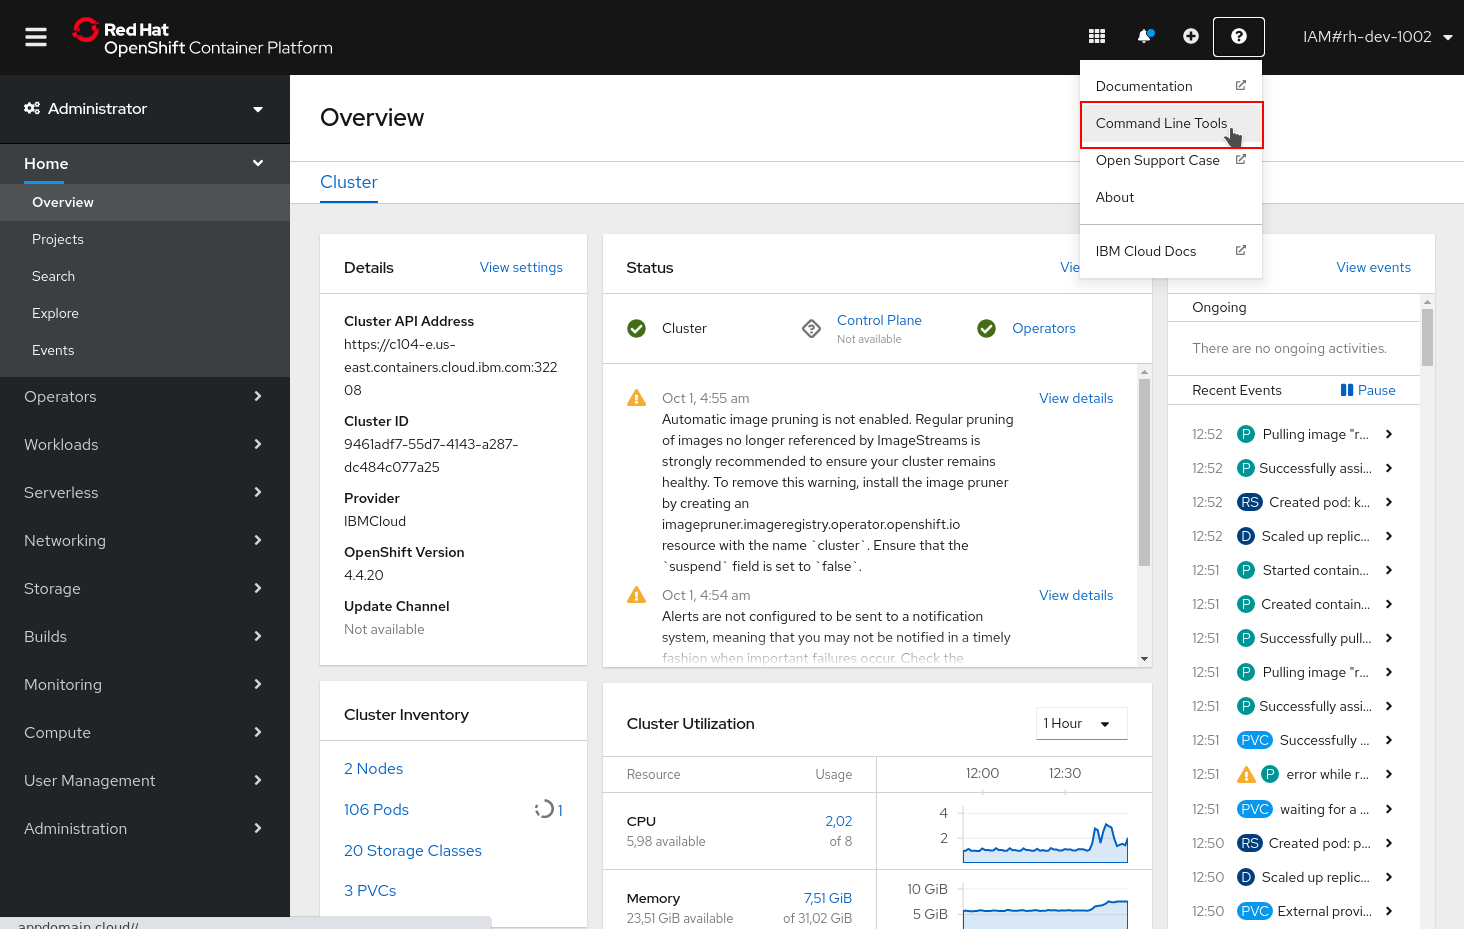 Red Hat
OpenShift Container Platform
IAM#rh-dev-1002
Documentation
Command Line Tools
Open Support Case
About
IBM Cloud Docs
Administrator
Home
Overview
Projects
Search
Explore
Events
Operators
Workloads
Serverless
Networking
Storage
Builds
Monitoring
Compute
User Management
Administration
Overview
Cluster
Details
View settings
Cluster API Address
https://c104-e.us-
east.containers.cloud.ibm.com:322
08
Cluster ID
9461adf7-55d7-4143-a287-
dc484c077a25
Provider
IBMCloud
OpenShift Version
4.4.20
Update Channel
Not available
Cluster Inventory
2 Nodes
106 Pods
1
20 Storage Classes
3 PVCs
Status
Vie
Cluster
Control Plane
Not available
Operators
Oct 1, 4:55 am
View details
Automatic image pruning is not enabled. Regular pruning
of images no longer referenced by ImageStreams is
strongly recommended to ensure your cluster remains
healthy. To remove this warning, install the image pruner
by creating an
imagepruner.imageregistry.operator.openshift.io
resource with the name `cluster`. Ensure that the
`suspend` field is set to `false`.
Oct 1, 4:54 am
View details
Alerts are not configured to be sent to a notification
system, meaning that you may not be notified in a timely
fashion when important failures occur. Check the
Cluster Utilization
1 Hour
Resource Usage 12:00 12:30
CPU 2,02
5,98 available of 8
4
2
Memory 7,51 GiB
23,51 GiB available of 31,02 GiB
10 GiB
5 GiB
View events
Ongoing
There are no ongoing activities.
Recent Events Pause
12:52 P Pulling image "r...
12:52 P Successfully assi...
12:52 RS Created pod: k...
12:52 D Scaled up replic...
12:51 P Started contain...
12:51 P Created contain...
12:51 P Successfully pull...
12:51 P Pulling image "r...
12:51 P Successfully assi...
12:51 PVC Successfully ...
12:51 P error while r...
12:51 PVC waiting for a ...
12:50 RS Created pod: p...
12:50 D Scaled up replic...
12:50 PVC External provi...
appdomain.cloud//